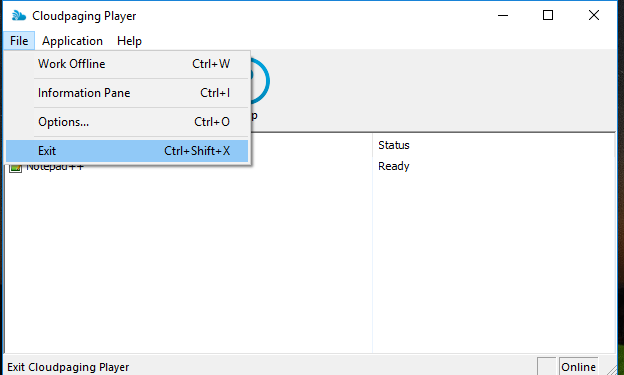 Cloudpaging Player
File Application Help
Work Offline Ctrl+W
Information Pane Ctrl+I
Options... Ctrl+O
Exit Ctrl+Shift+X
Status
Notepad++ Ready
Exit Cloudpaging Player Online